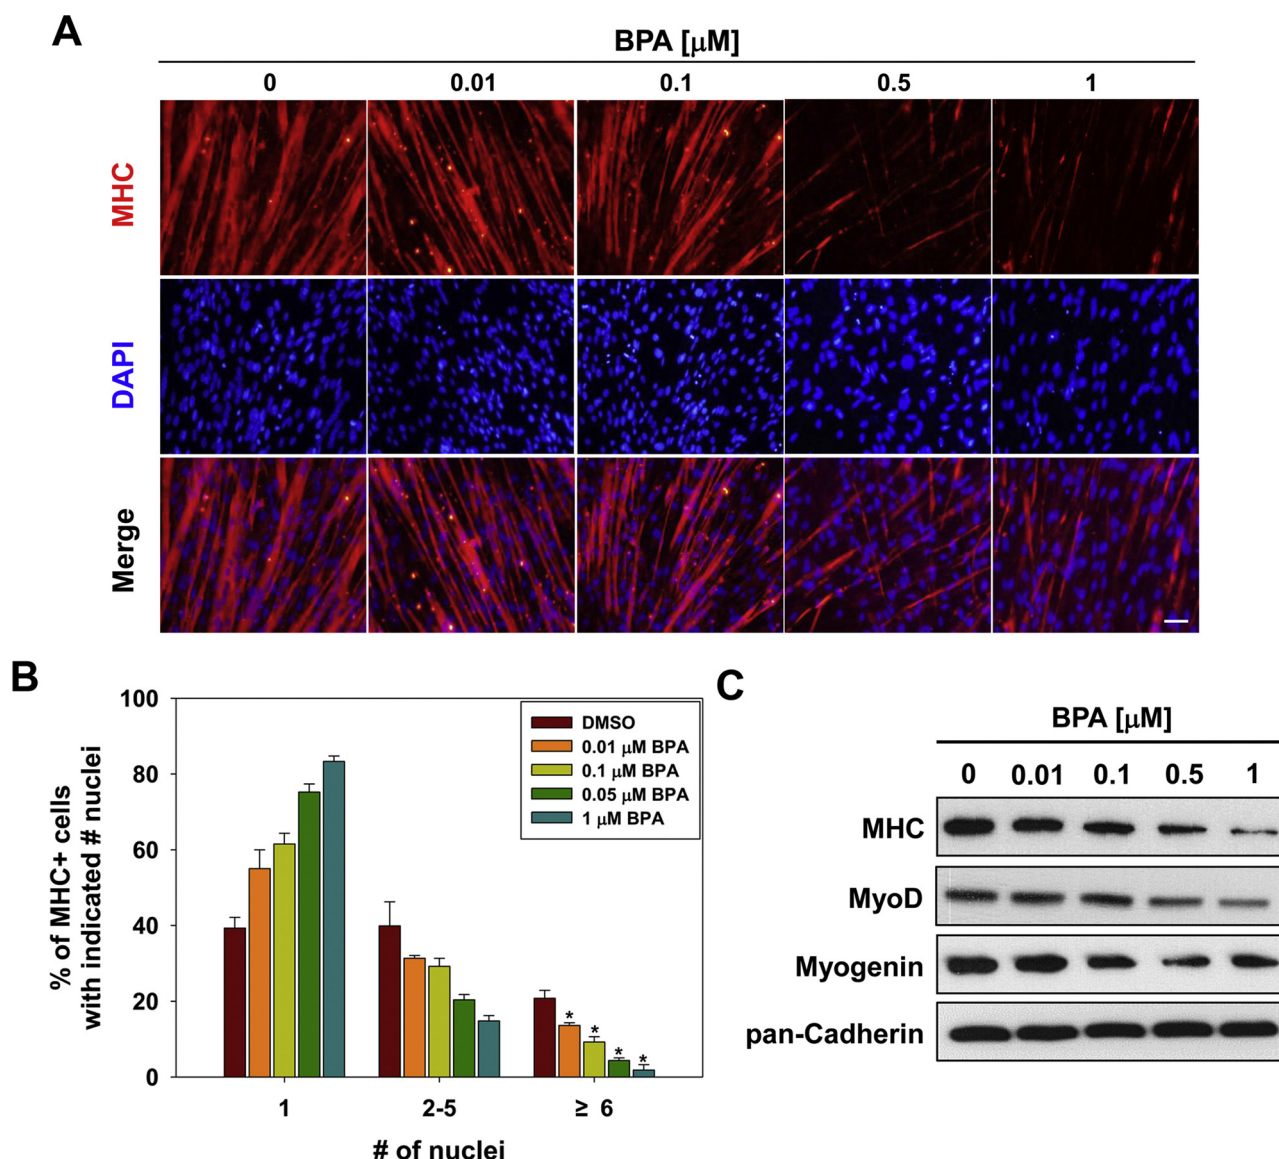 A
BPA [μM]
0 0.01 0.1 0.5 1
MHC
DAPI
Merge
B
100
80
60
40
20
0
% of MHC+ cells
with indicated # nuclei
DMSO
0.01 μM BPA
0.1 μM BPA
0.05 μM BPA
1 μM BPA
* * * *
1 2-5 ≥ 6
# of nuclei
C
BPA [μM]
0 0.01 0.1 0.5 1
MHC
MyoD
Myogenin
pan-Cadherin